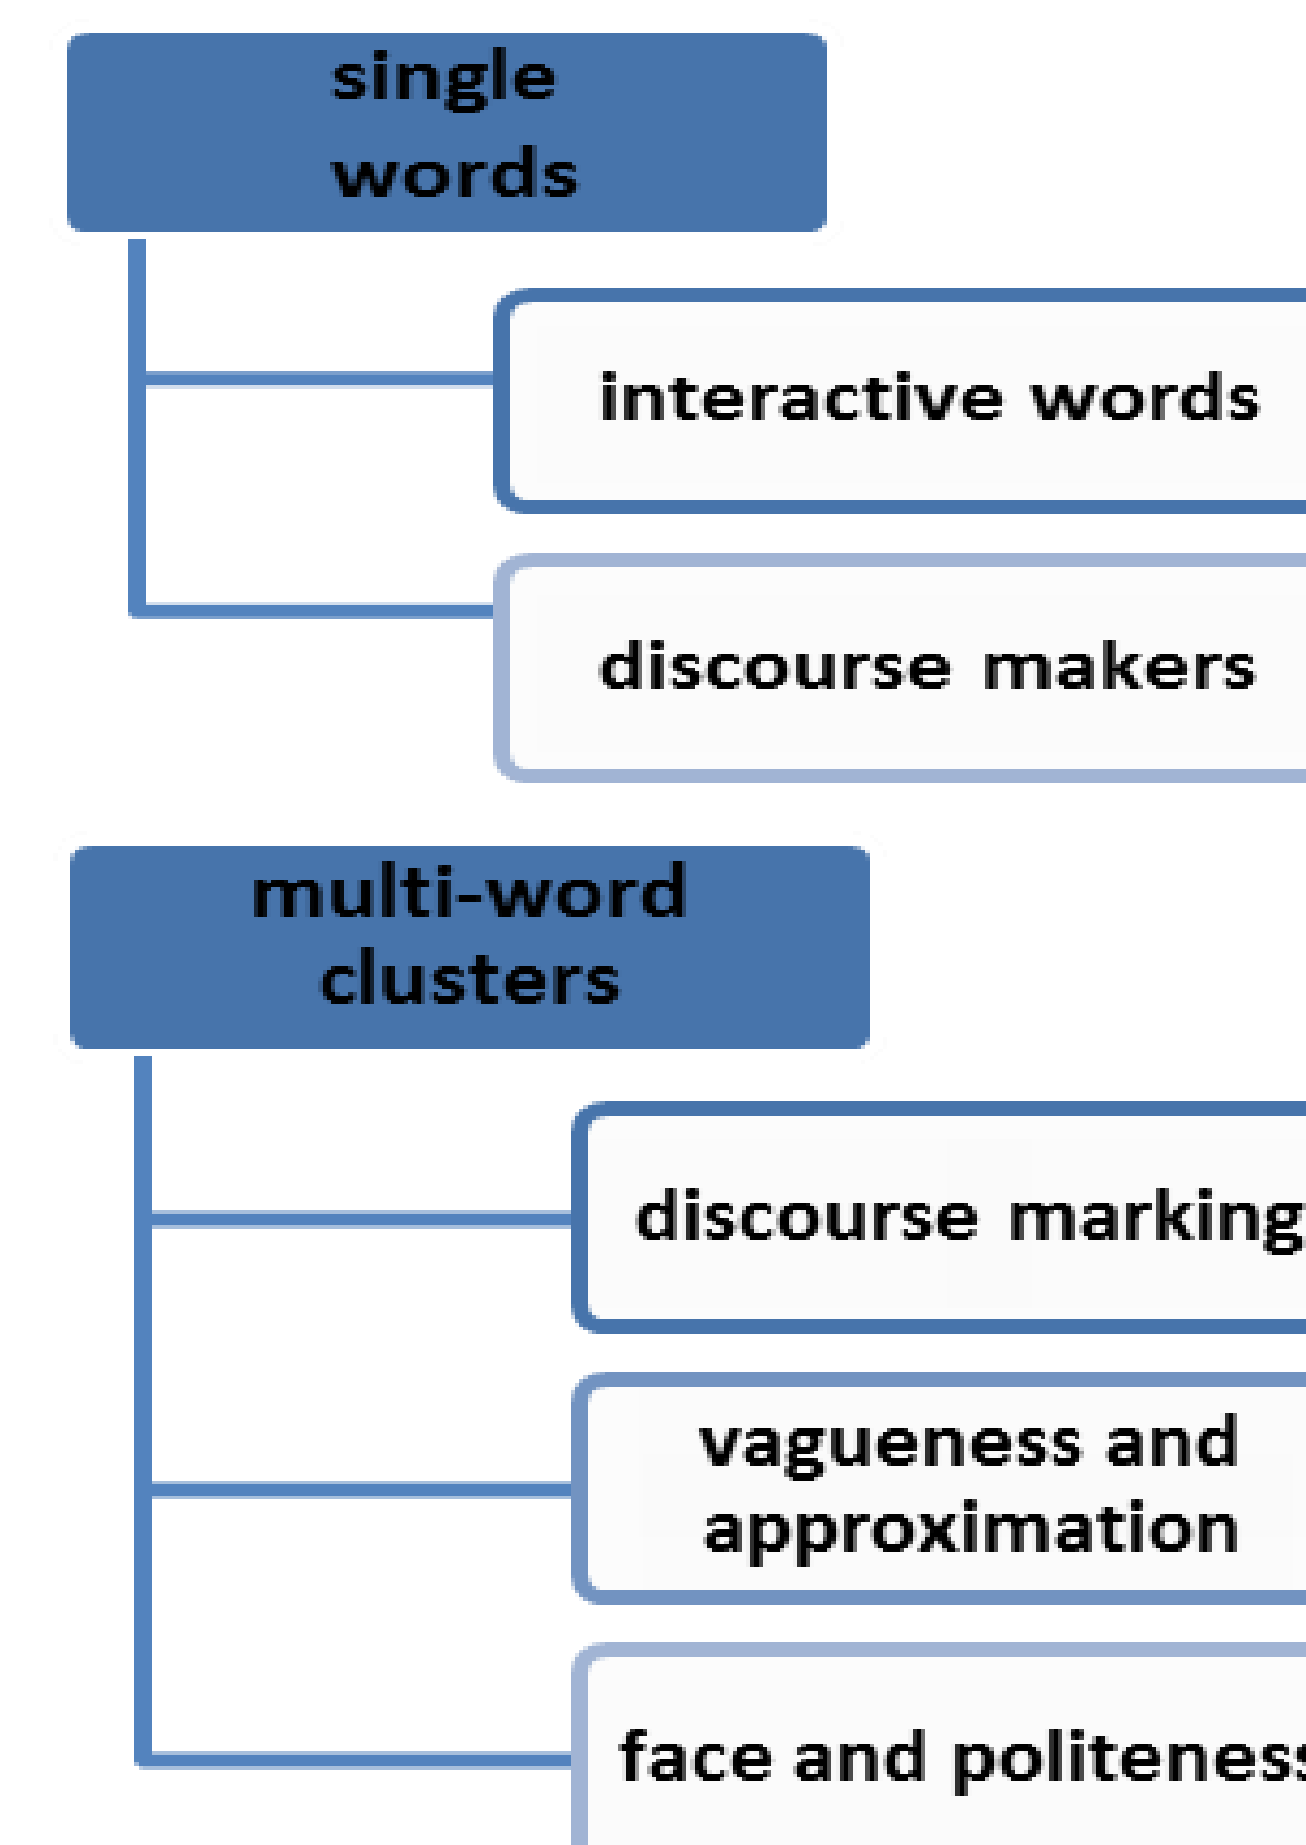 single
words
interactive words
discourse makers
multi-word
clusters
discourse marking
vagueness and
approximation
face and politeness